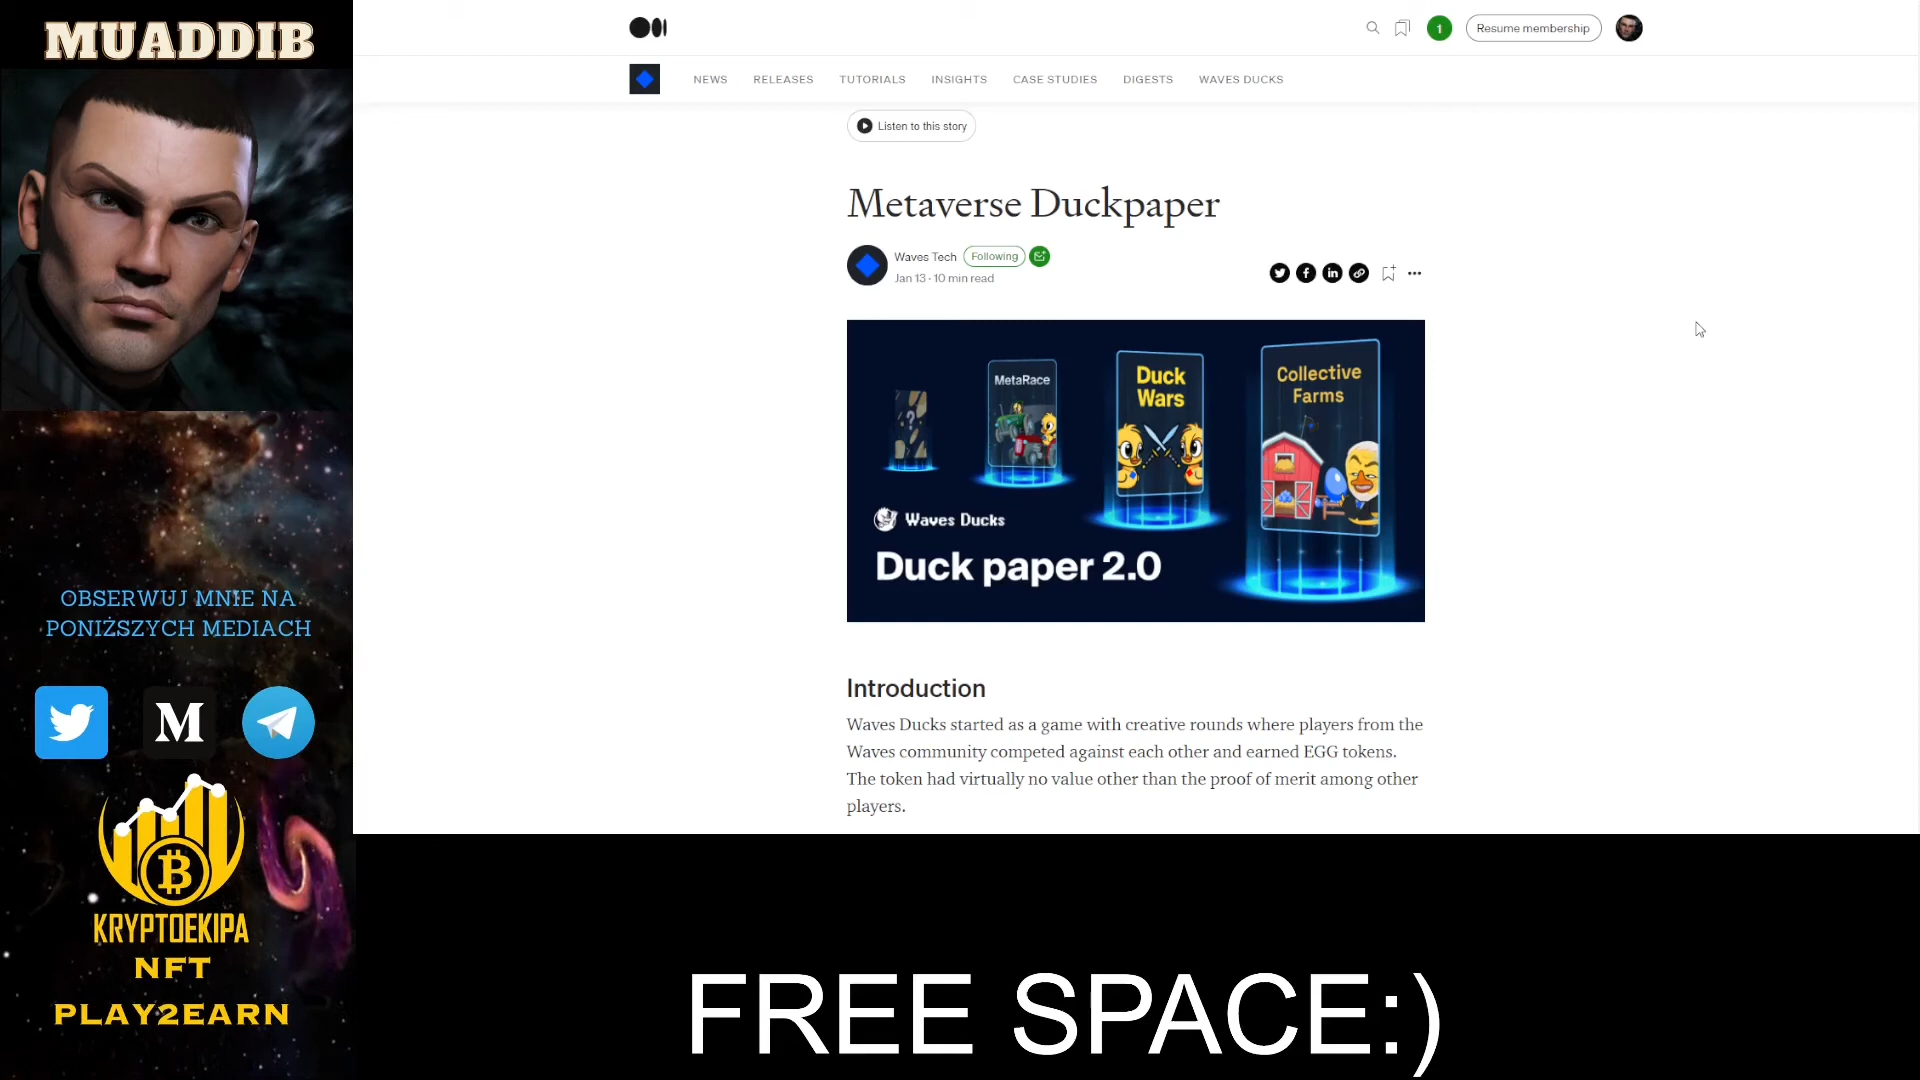 MUADDIB
OBSERWUJ MNIE NA
PONIŻSZYCH MEDIACH
M
KRYPTOEKIPA
NFT
PLAY2EARN
1
Resume membership
NEWS RELEASES TUTORIALS INSIGHTS CASE STUDIES DIGESTS WAVES DUCKS
Listen to this story
Metaverse Duckpaper
Waves Tech Following
Jan 13 · 10 min read
?
MetaRace
Duck
Wars
Collective
Farms
Waves Ducks
Duck paper 2.0
Introduction
Waves Ducks started as a game with creative rounds where players from the
Waves community competed against each other and earned EGG tokens.
The token had virtually no value other than the proof of merit among other
players.
FREE SPACE:)